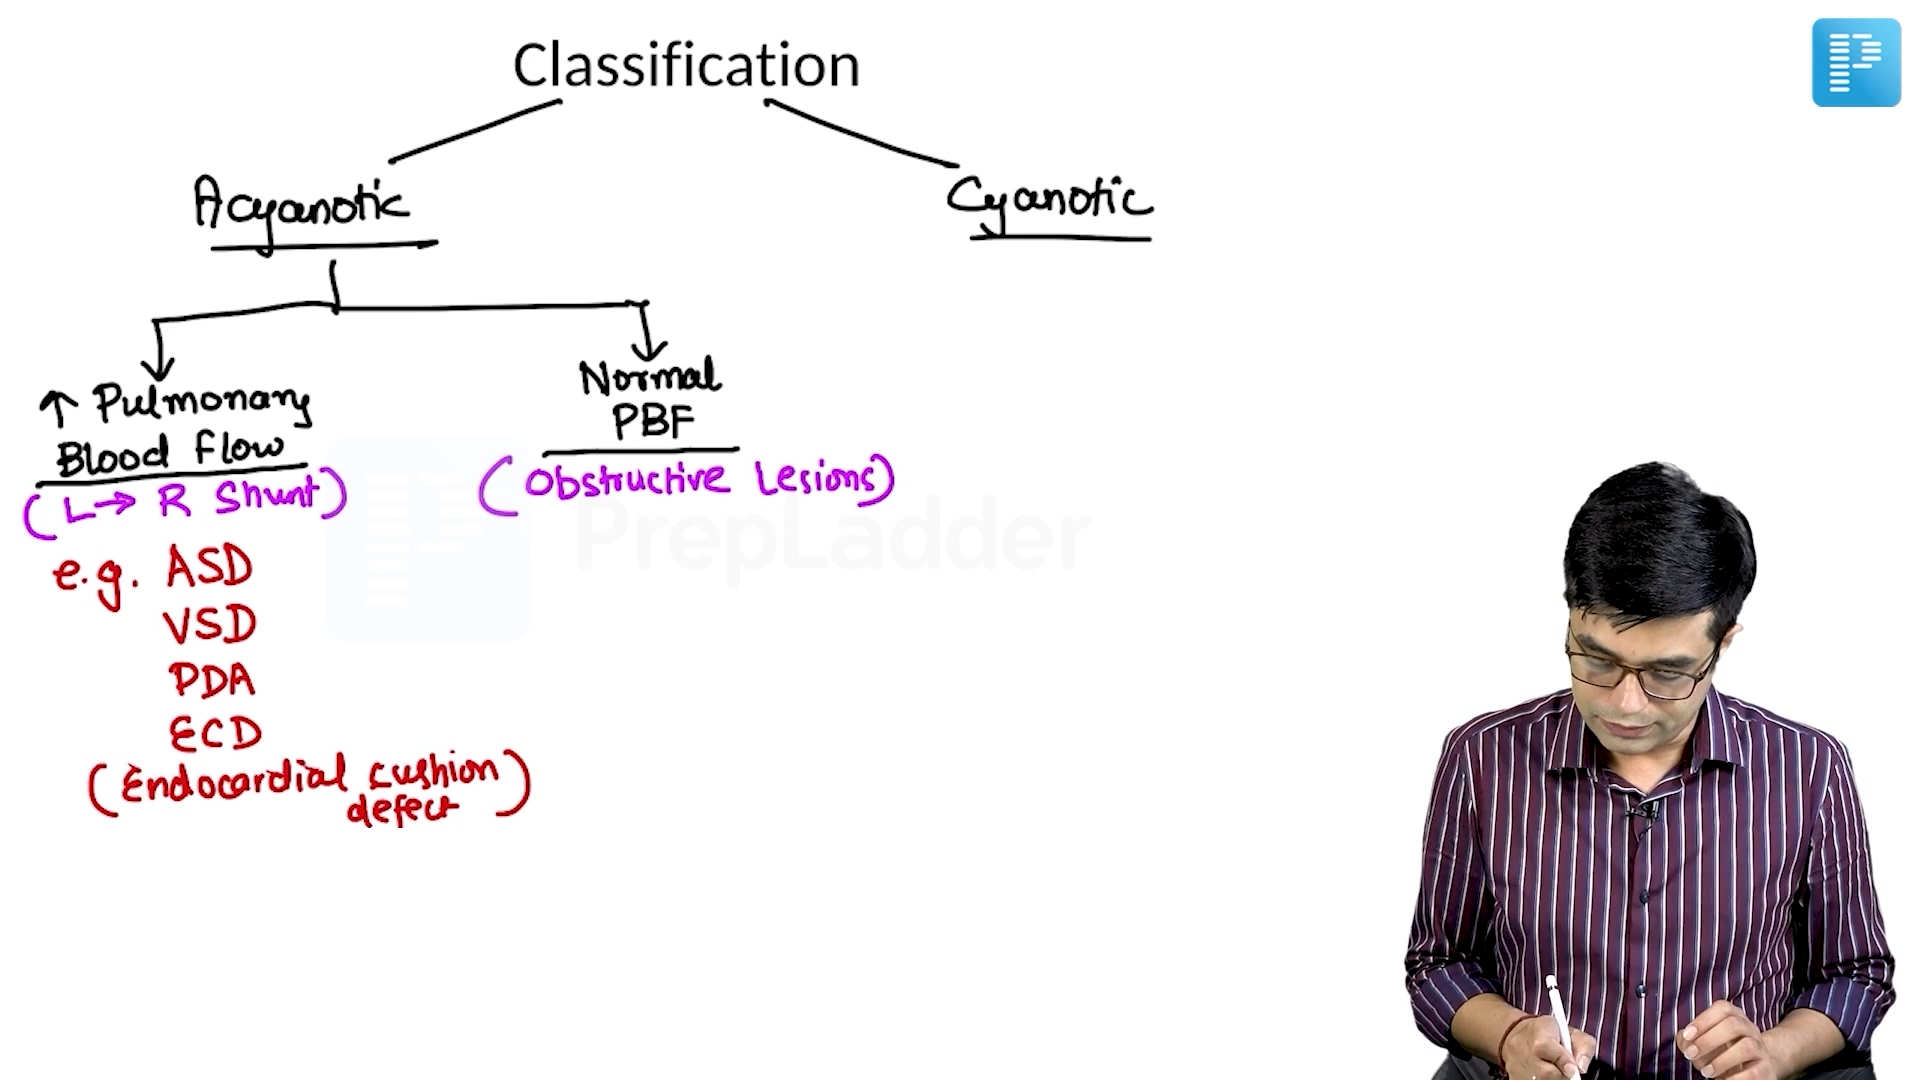 Classification
Acyanotic
Cyanotic
↑ Pulmonary
Blood flow
(L→ R Shunt)
e.g. ASD
VSD
PDA
ECD
(Endocardial cushion
defect)
Normal
PBF
(Obstructive Lesions)
PrepLadder